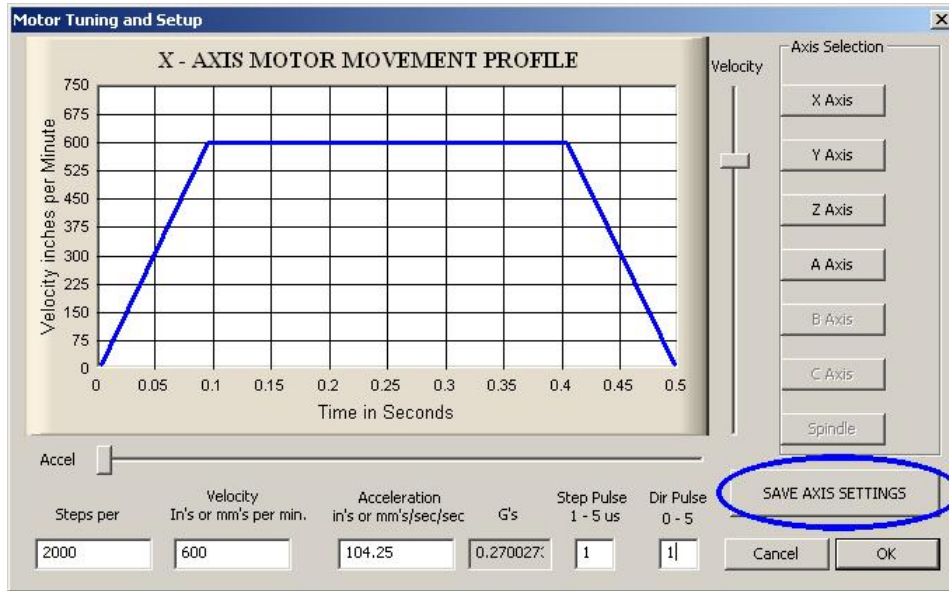 Motor Tuning and Setup
X - AXIS MOTOR MOVEMENT PROFILE
Velocity inches per Minute
750
675
600
525
450
375
300
225
150
75
0
0 0.05 0.1 0.15 0.2 0.25 0.3 0.35 0.4 0.45 0.5
Time in Seconds
Velocity
Axis Selection
X Axis
Y Axis
Z Axis
A Axis
B Axis
C Axis
Spindle
Accel
SAVE AXIS SETTINGS
Steps per
Velocity
In's or mm's per min.
Acceleration
in's or mm's/sec/sec
G's
Step Pulse
1 - 5 us
Dir Pulse
0 - 5
2000 600 104.25 0.270027 1 1
Cancel OK